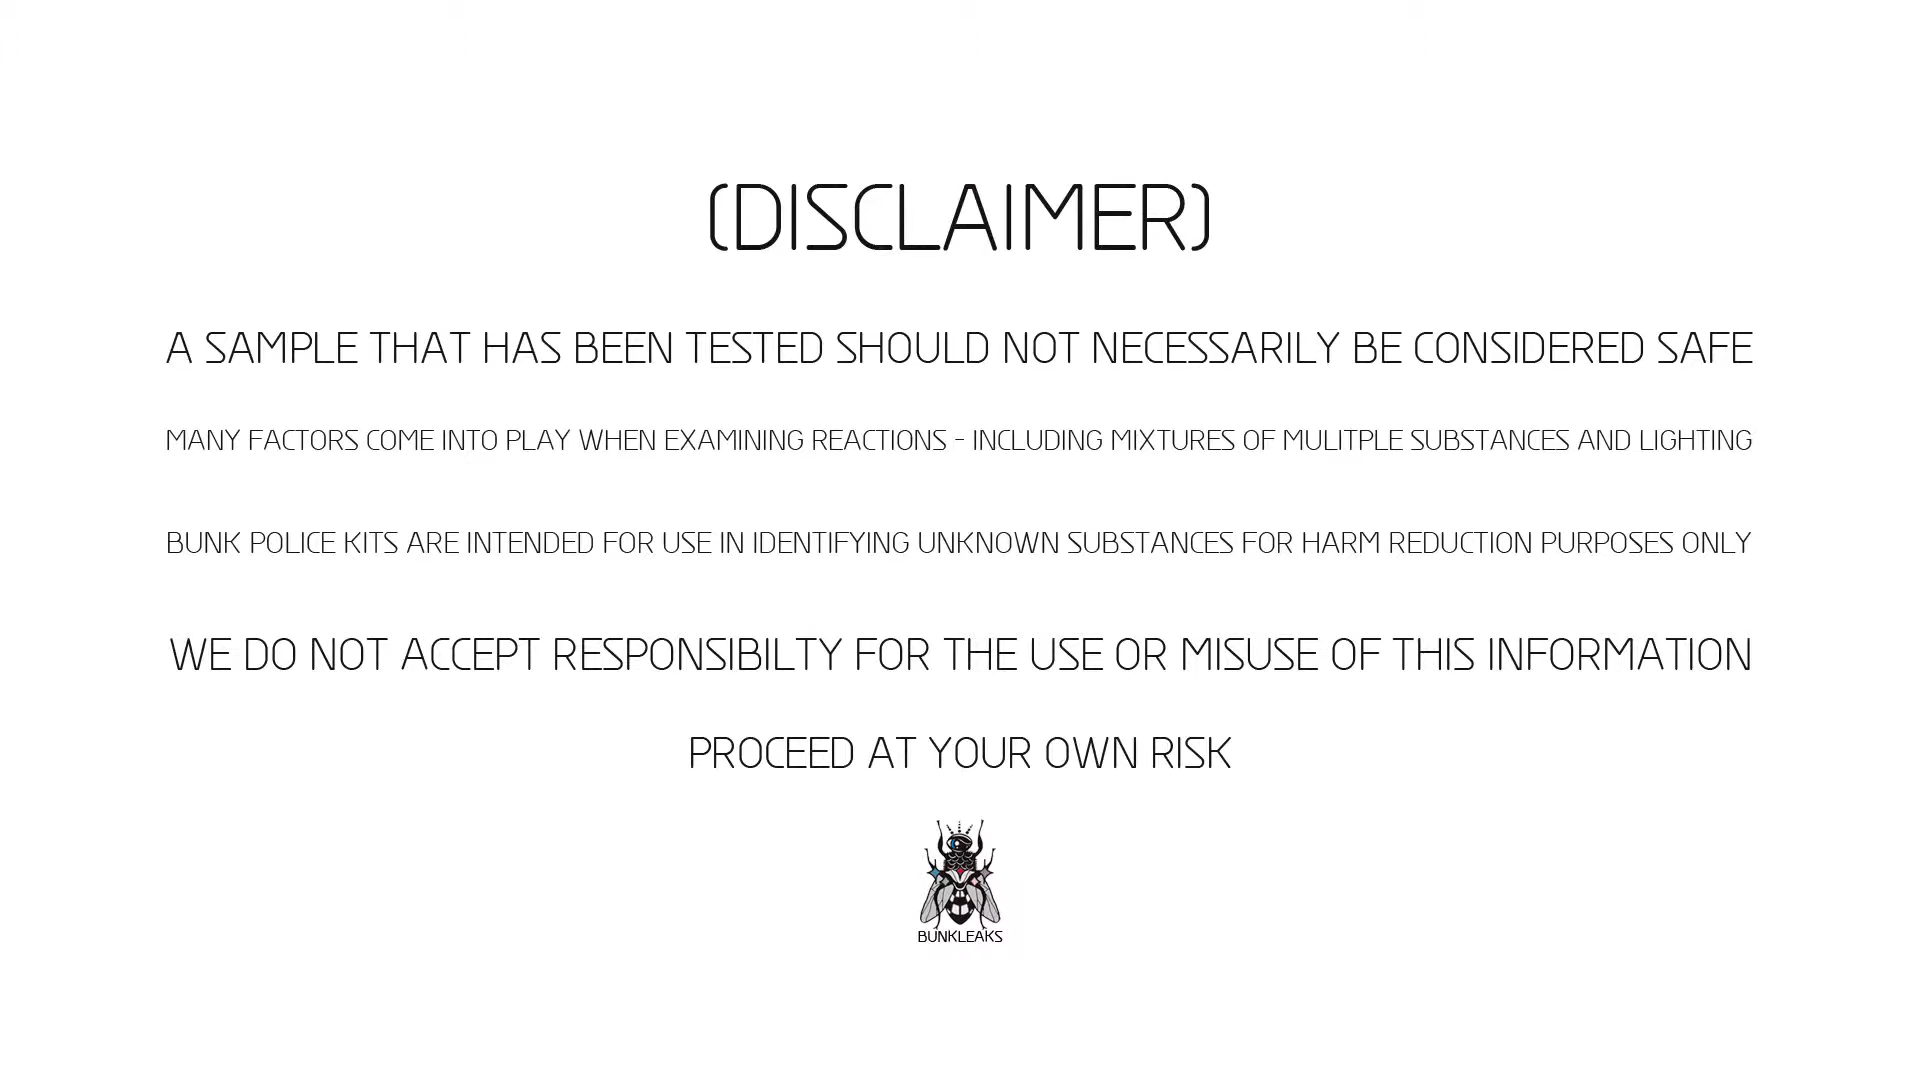 (DISCLAIMER)
A SAMPLE THAT HAS BEEN TESTED SHOULD NOT NECESSARILY BE CONSIDERED SAFE
MANY FACTORS COME INTO PLAY WHEN EXAMINING REACTIONS - INCLUDING MIXTURES OF MULITPLE SUBSTANCES AND LIGHTING
BUNK POLICE KITS ARE INTENDED FOR USE IN IDENTIFYING UNKNOWN SUBSTANCES FOR HARM REDUCTION PURPOSES ONLY
WE DO NOT ACCEPT RESPONSIBILTY FOR THE USE OR MISUSE OF THIS INFORMATION
PROCEED AT YOUR OWN RISK
BUNKLEAKS